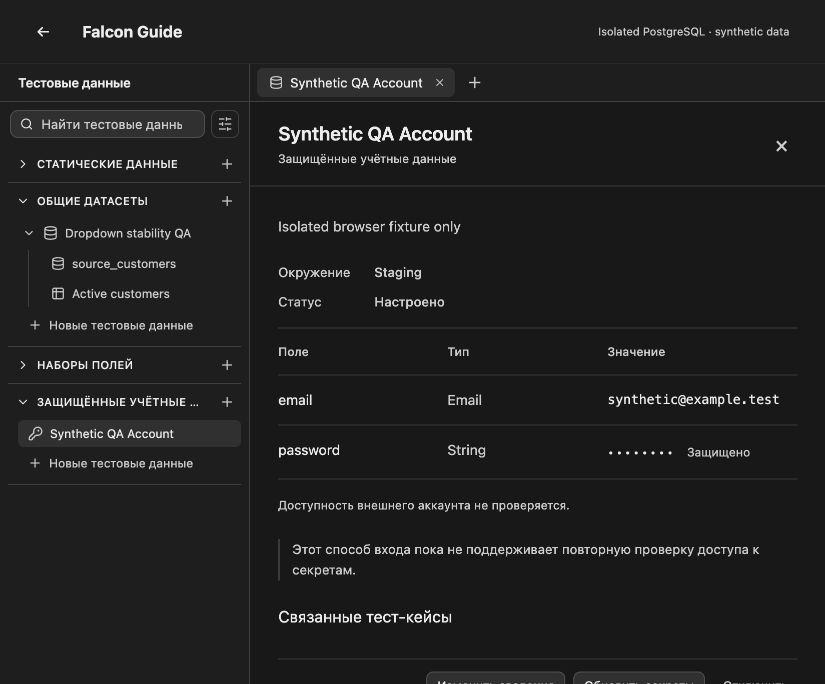 Falcon Guide
Isolated PostgreSQL · synthetic data
Тестовые данные
Synthetic QA Account
Найти тестовые данны
СТАТИЧЕСКИЕ ДАННЫЕ
ОБЩИЕ ДАТАСЕТЫ
Dropdown stability QA
source_customers
Active customers
Новые тестовые данные
НАБОРЫ ПОЛЕЙ
ЗАЩИЩЁННЫЕ УЧЁТНЫЕ ...
Synthetic QA Account
Новые тестовые данные
Synthetic QA Account
Защищённые учётные данные
Isolated browser fixture only
Окружение Staging
Статус Настроено
Поле Тип Значение
email Email synthetic@example.test
password String •••••••• Защищено
Доступность внешнего аккаунта не проверяется.
Этот способ входа пока не поддерживает повторную проверку доступа к
секретам.
Связанные тест-кейсы